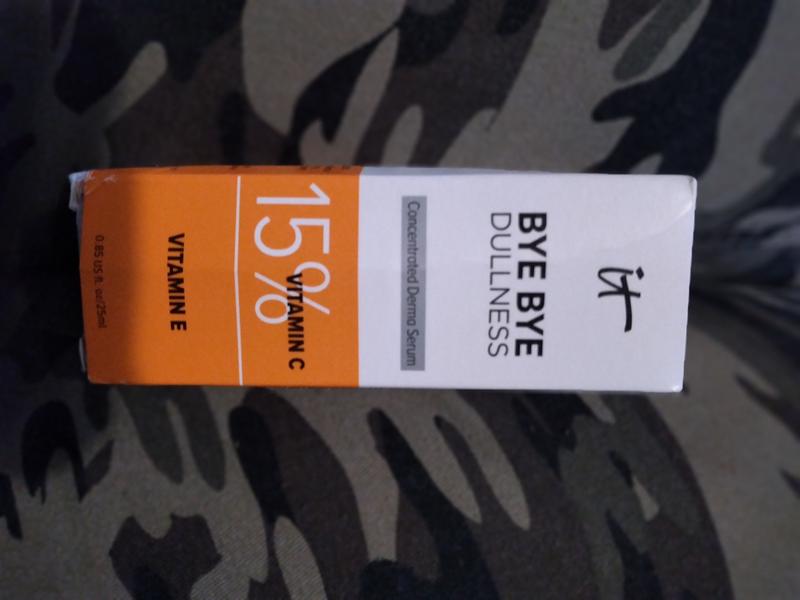 it
BYE BYE
DULLNESS
Concentrated Derma Serum
15%
VITAMIN C
VITAMIN E
0.85 US fl. oz/25ml